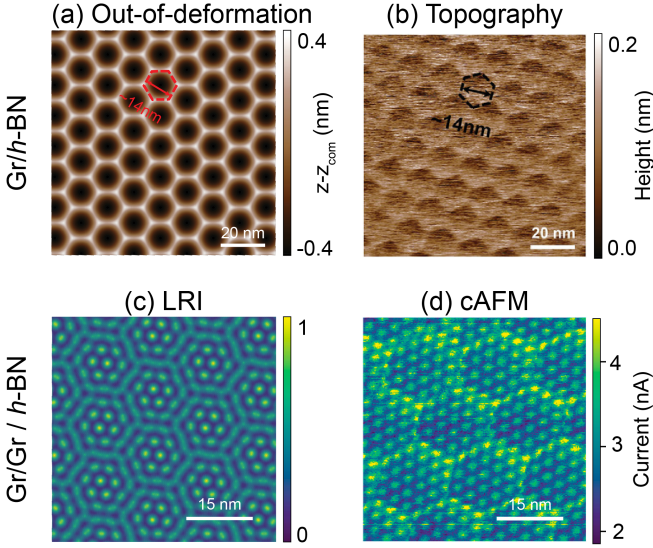 (a) Out-of-deformation
(b) Topography
Gr/h-BN
~14nm
20 nm
0.4
z-z_com (nm)
-0.4
~14nm
20 nm
0.2
Height (nm)
0.0
(c) LRI
(d) cAFM
Gr/Gr / h-BN
15 nm
1
0
15 nm
4
3
2
Current (nA)